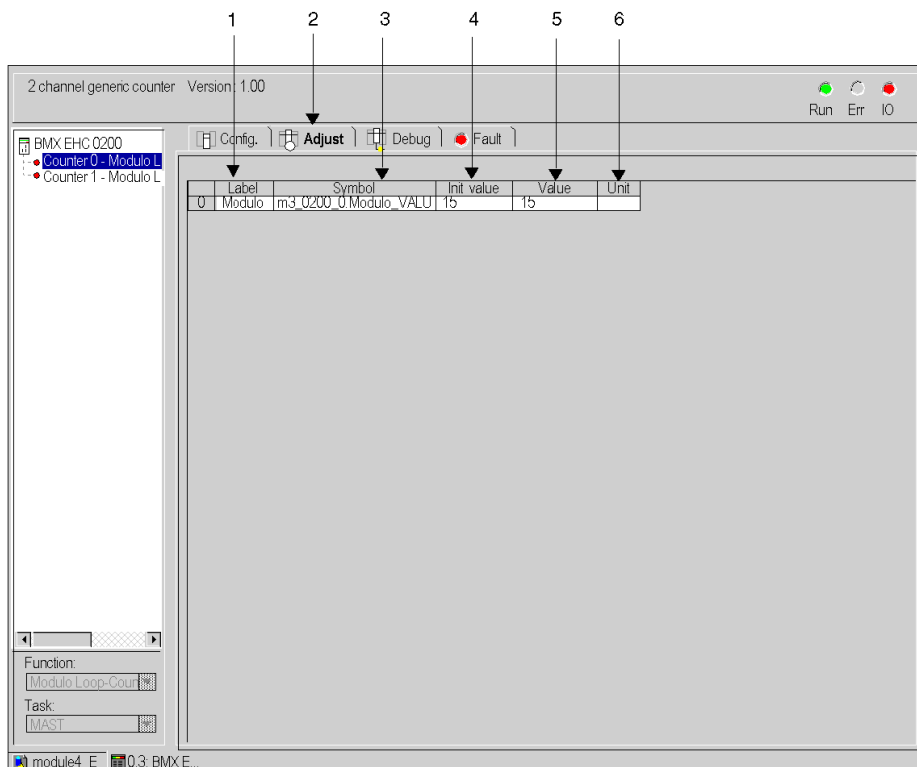 1 2 3 4 5 6
2 channel generic counter Version: 1.00
Run Err IO
BMX EHC 0200
Counter 0 - Modulo L
Counter 1 - Modulo L
Config. Adjust Debug Fault
Label Symbol Init value Value Unit
0 Modulo m3_0200_0.Modulo_VALU 15 15
Function:
Modulo Loop-Coun
Task:
MAST
module4_E 0.3: BMX E...